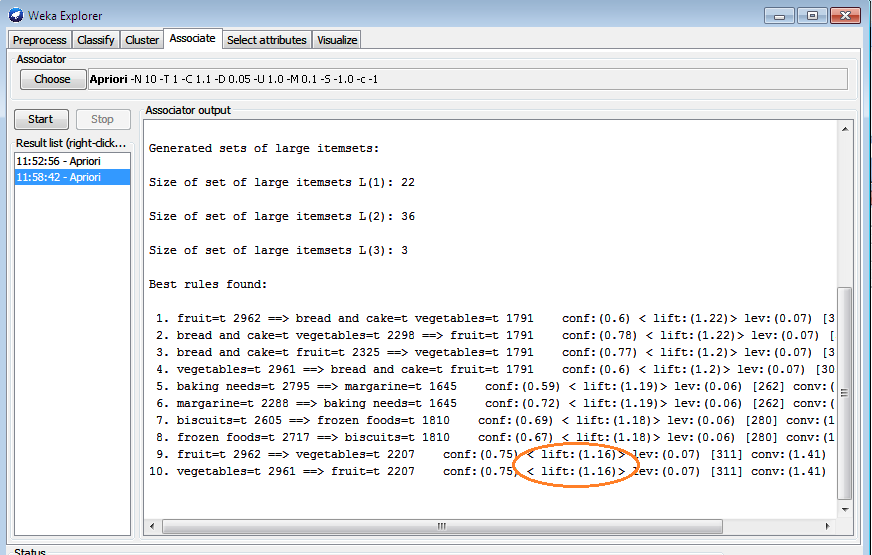 Weka Explorer
Preprocess Classify Cluster Associate Select attributes Visualize
Associator
Choose Apriori -N 10 -T 1 -C 1.1 -D 0.05 -U 1.0 -M 0.1 -S -1.0 -c -1
Start Stop
Result list (right-click...
11:52:56 - Apriori
11:58:42 - Apriori
Associator output
Generated sets of large itemsets:
Size of set of large itemsets L(1): 22
Size of set of large itemsets L(2): 36
Size of set of large itemsets L(3): 3
Best rules found:
1. fruit=t 2962 ==> bread and cake=t vegetables=t 1791 conf:(0.6) < lift:(1.22)> lev:(0.07) [3
2. bread and cake=t vegetables=t 2298 ==> fruit=t 1791 conf:(0.78) < lift:(1.22)> lev:(0.07) [
3. bread and cake=t fruit=t 2325 ==> vegetables=t 1791 conf:(0.77) < lift:(1.2)> lev:(0.07) [3
4. vegetables=t 2961 ==> bread and cake=t fruit=t 1791 conf:(0.6) < lift:(1.2)> lev:(0.07) [30
5. baking needs=t 2795 ==> margarine=t 1645 conf:(0.59) < lift:(1.19)> lev:(0.06) [262] conv:(
6. margarine=t 2288 ==> baking needs=t 1645 conf:(0.72) < lift:(1.19)> lev:(0.06) [262] conv:(
7. biscuits=t 2605 ==> frozen foods=t 1810 conf:(0.69) < lift:(1.18)> lev:(0.06) [280] conv:(1
8. frozen foods=t 2717 ==> biscuits=t 1810 conf:(0.67) < lift:(1.18)> lev:(0.06) [280] conv:(1
9. fruit=t 2962 ==> vegetables=t 2207 conf:(0.75) < lift:(1.16)> lev:(0.07) [311] conv:(1.41)
10. vegetables=t 2961 ==> fruit=t 2207 conf:(0.75) < lift:(1.16)> lev:(0.07) [311] conv:(1.41)
Status